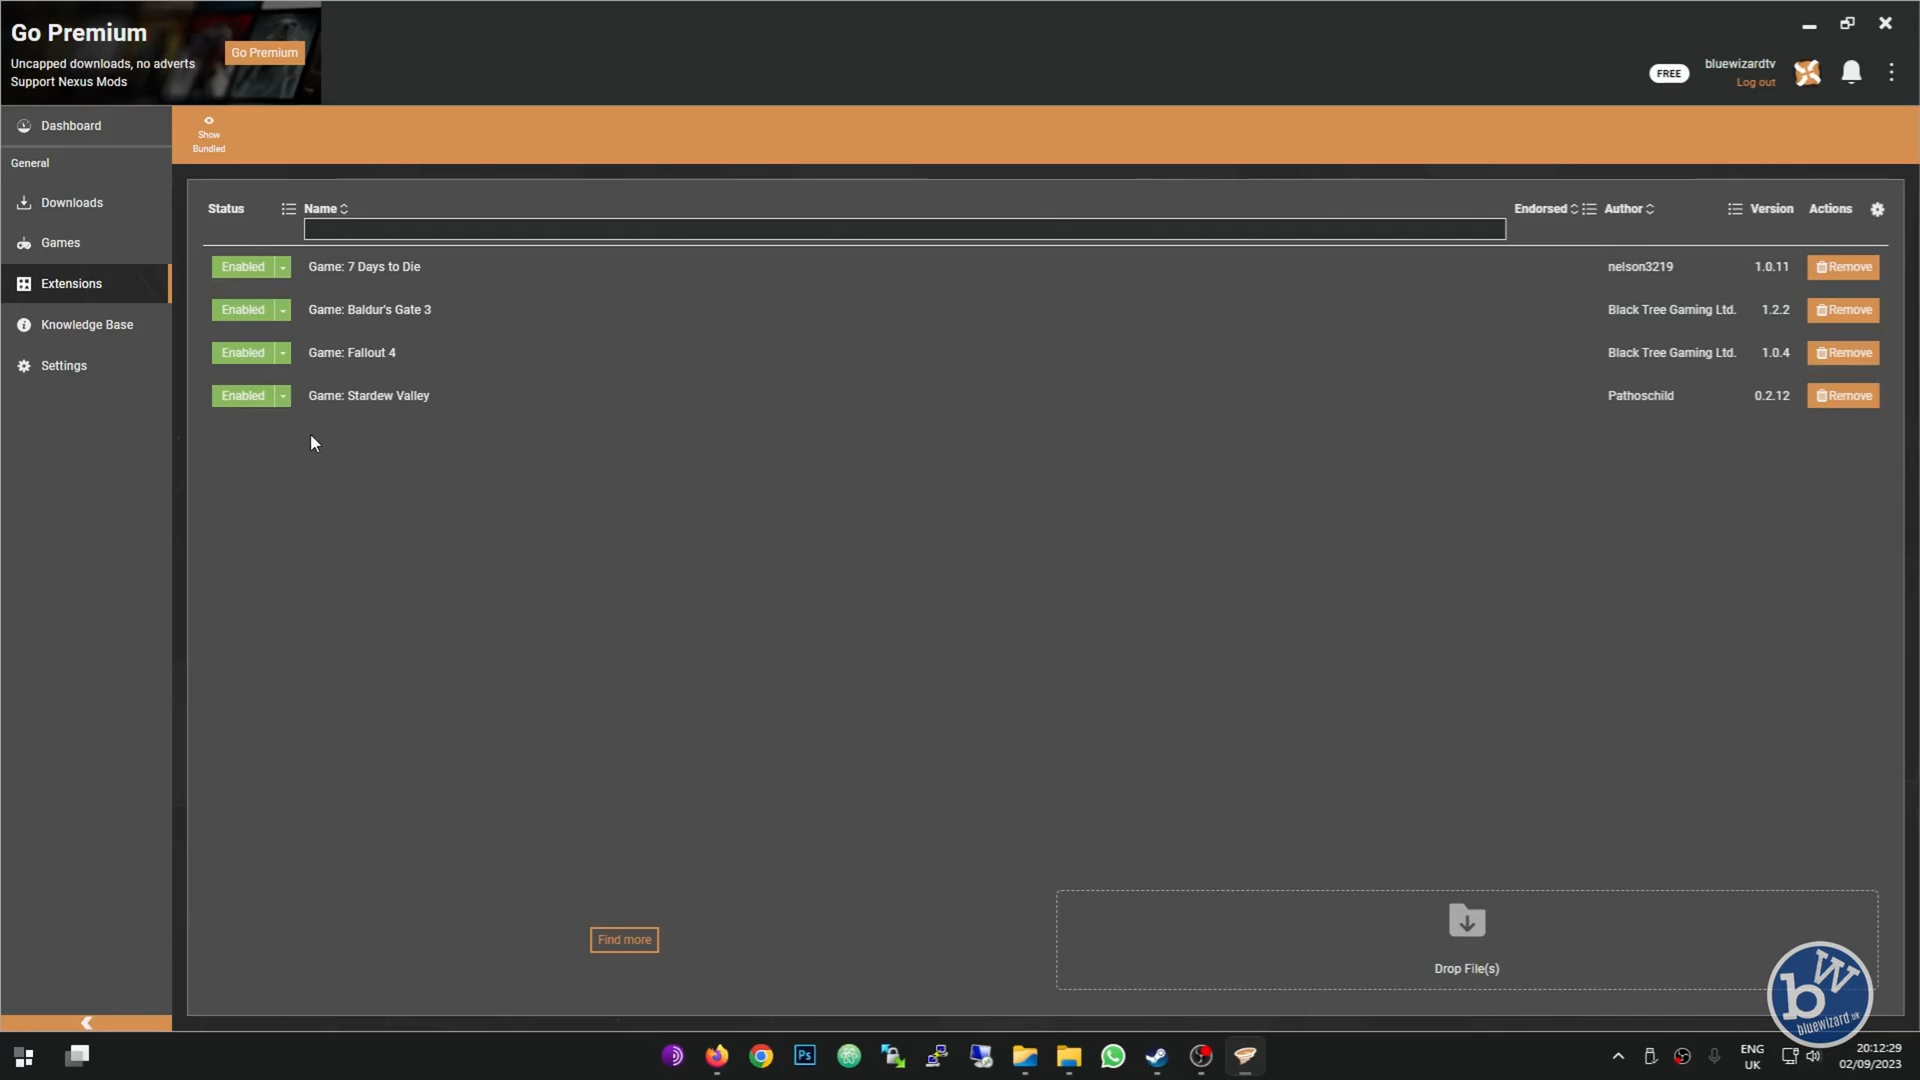 Go Premium
Uncapped downloads, no adverts
Support Nexus Mods
Go Premium
FREE
bluewizardtv
Log out
Dashboard
General
Downloads
Games
Extensions
Knowledge Base
Settings
Show
Bundled
Status
Name
Endorsed
Author
Version
Actions
Enabled Game: 7 Days to Die nelson3219 1.0.11 Remove
Enabled Game: Baldur's Gate 3 Black Tree Gaming Ltd. 1.2.2 Remove
Enabled Game: Fallout 4 Black Tree Gaming Ltd. 1.0.4 Remove
Enabled Game: Stardew Valley Pathoschild 0.2.12 Remove
Find more
Drop File(s)
bW
bluewizard.uk
Ps
ENG
UK
20:12:29
02/09/2023